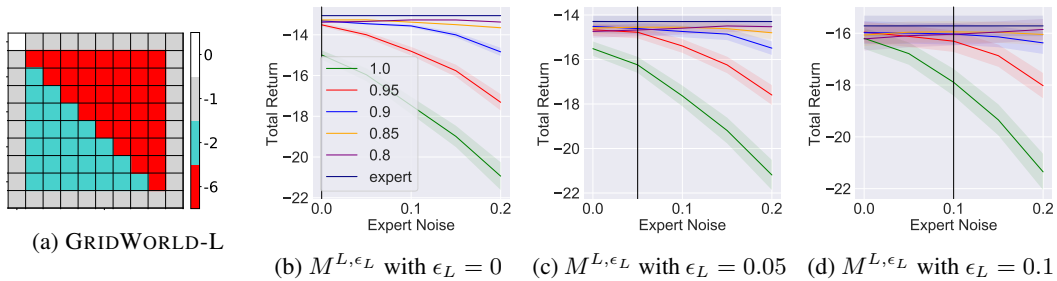 0
-1
-2
-6
(a) GRIDWORLD-L
Total Return
−14
−16
−18
−20
−22
1.0
0.95
0.9
0.85
0.8
expert
0.0
0.1
0.2
Expert Noise
(b) M^{L,ϵ_L} with ϵ_L = 0
Total Return
−14
−16
−18
−20
−22
0.0
0.1
0.2
Expert Noise
(c) M^{L,ϵ_L} with ϵ_L = 0.05
Total Return
−16
−18
−20
−22
0.0
0.1
0.2
Expert Noise
(d) M^{L,ϵ_L} with ϵ_L = 0.1